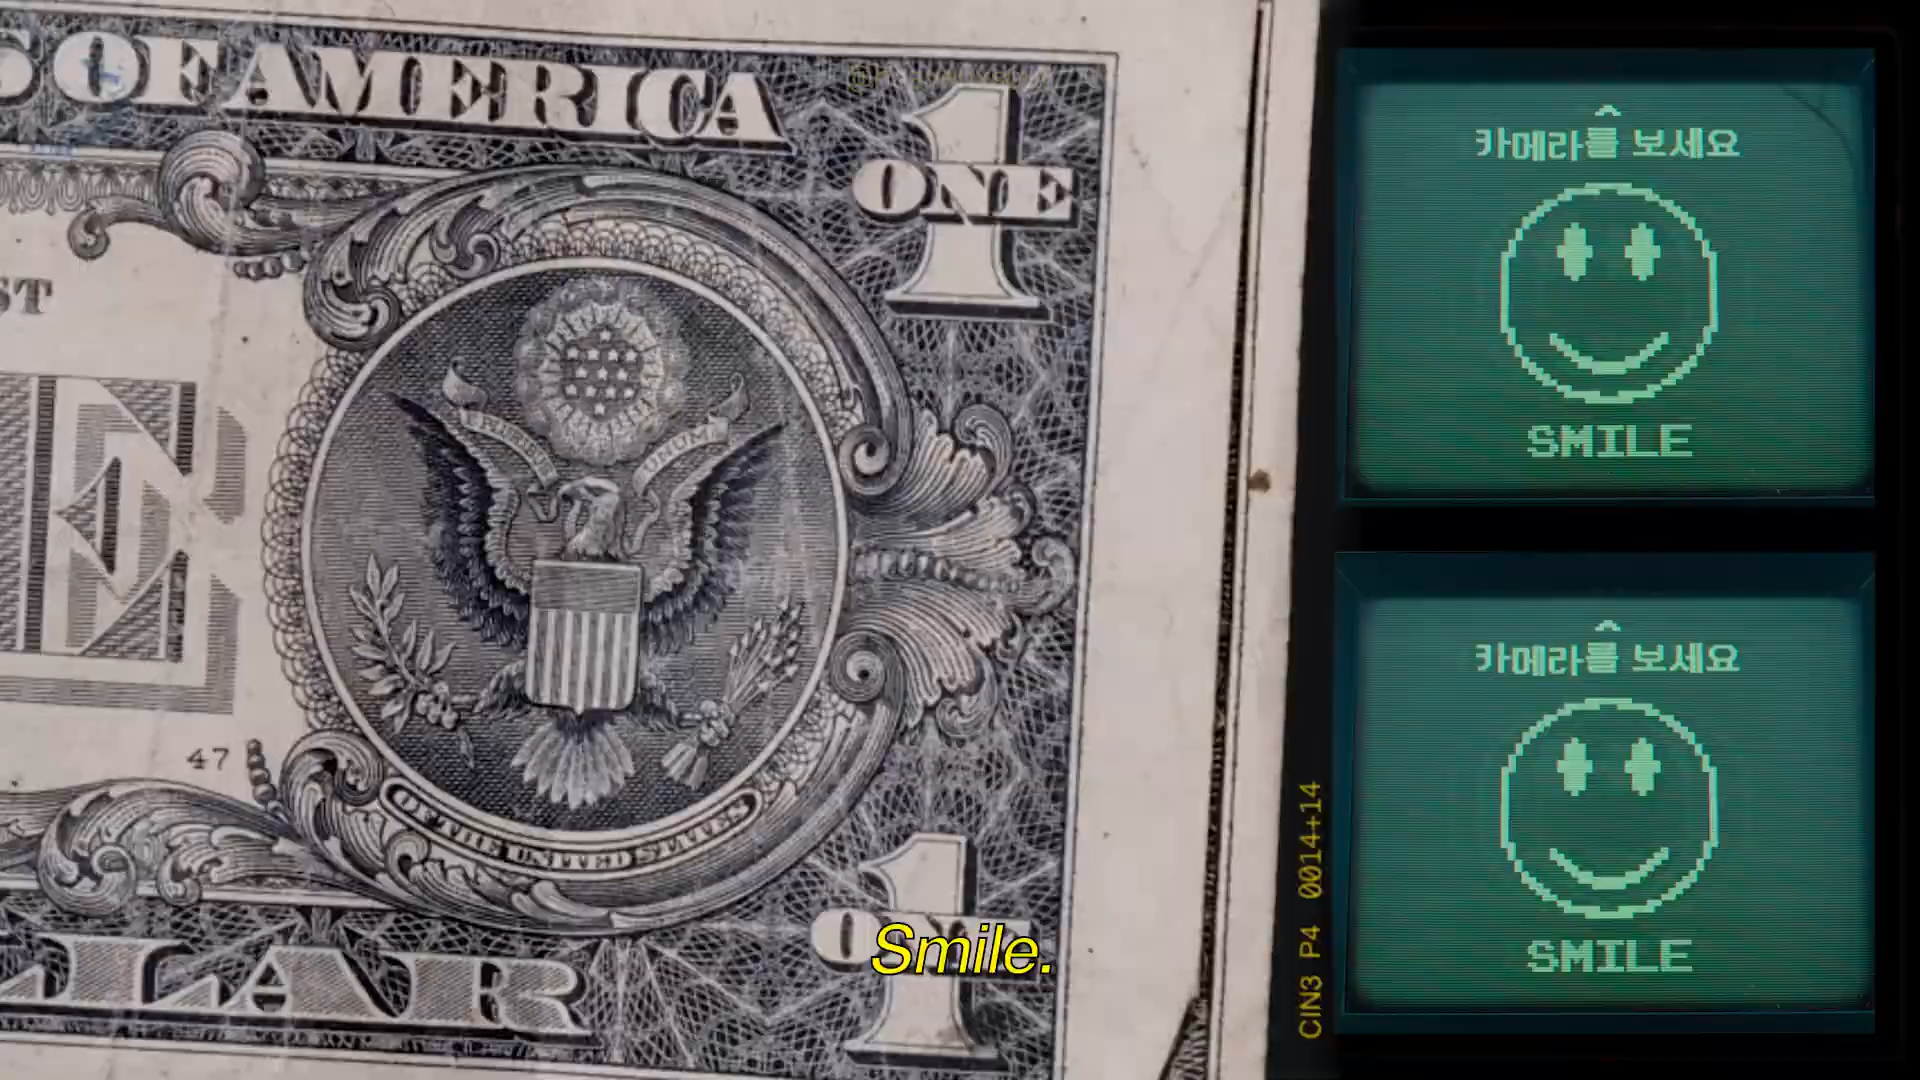 S OF AMERICA
1
ONE
ST
E
UNUM
47
OF THE UNITED STATES
1
LLAR
Smile.
CIN3 P4 0014+14
카메라를 보세요
SMILE
카메라를 보세요
SMILE